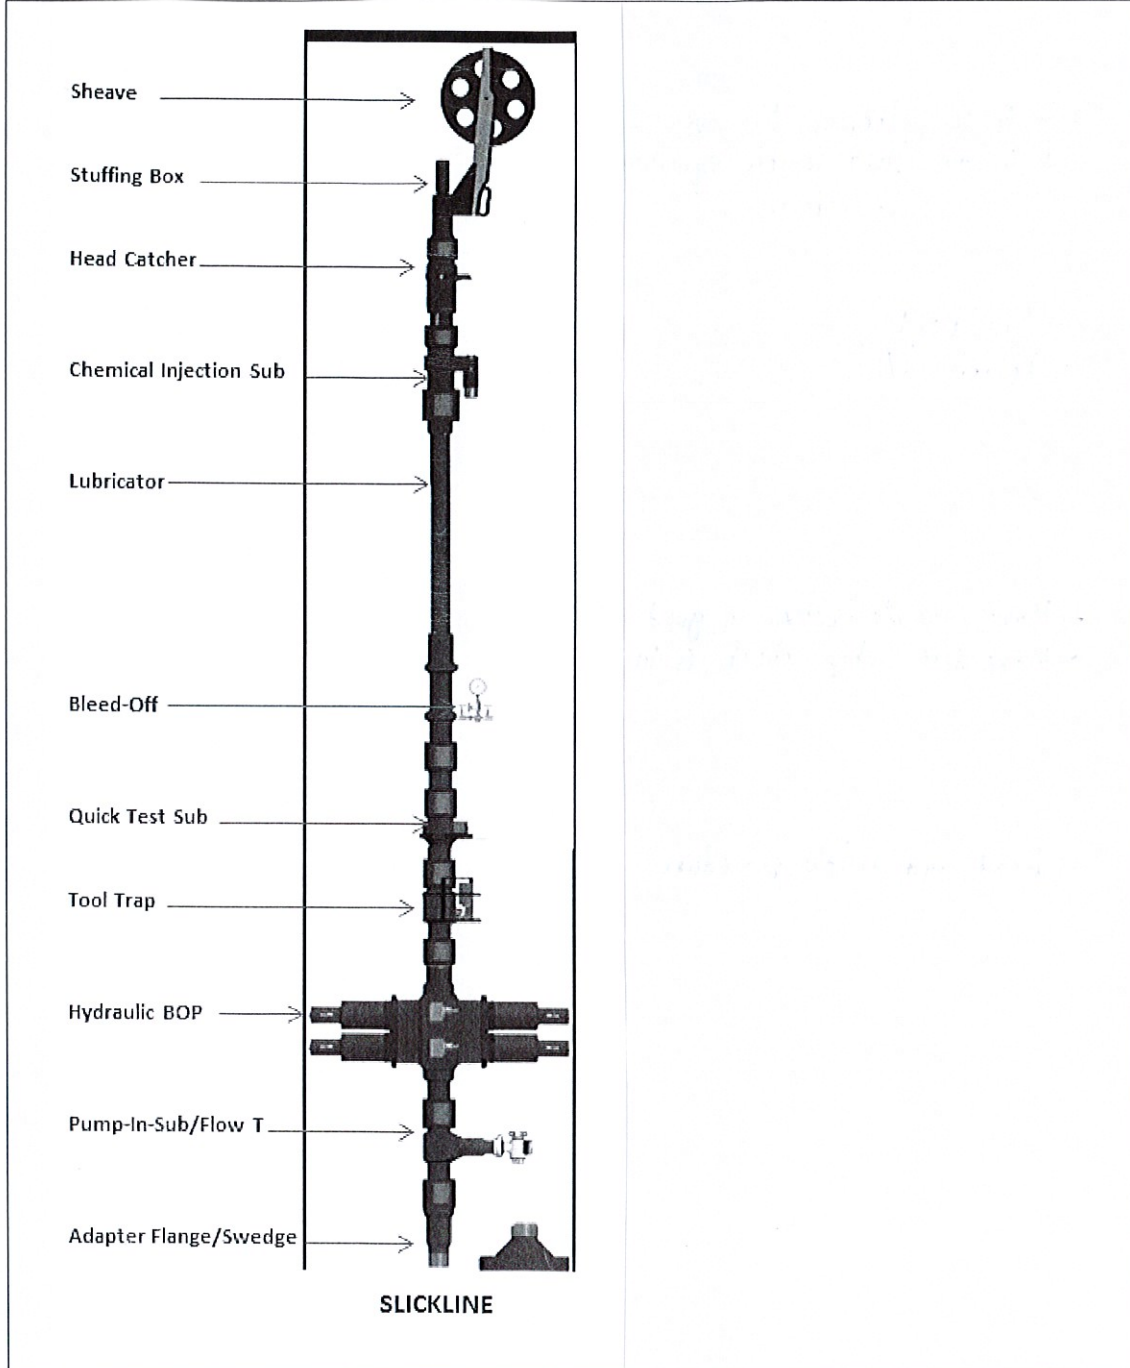 Sheave
Stuffing Box
Head Catcher
Chemical Injection Sub
Lubricator
Bleed-Off
Quick Test Sub
Tool Trap
Hydraulic BOP
Pump-In-Sub/Flow T
Adapter Flange/Swedge
SLICKLINE